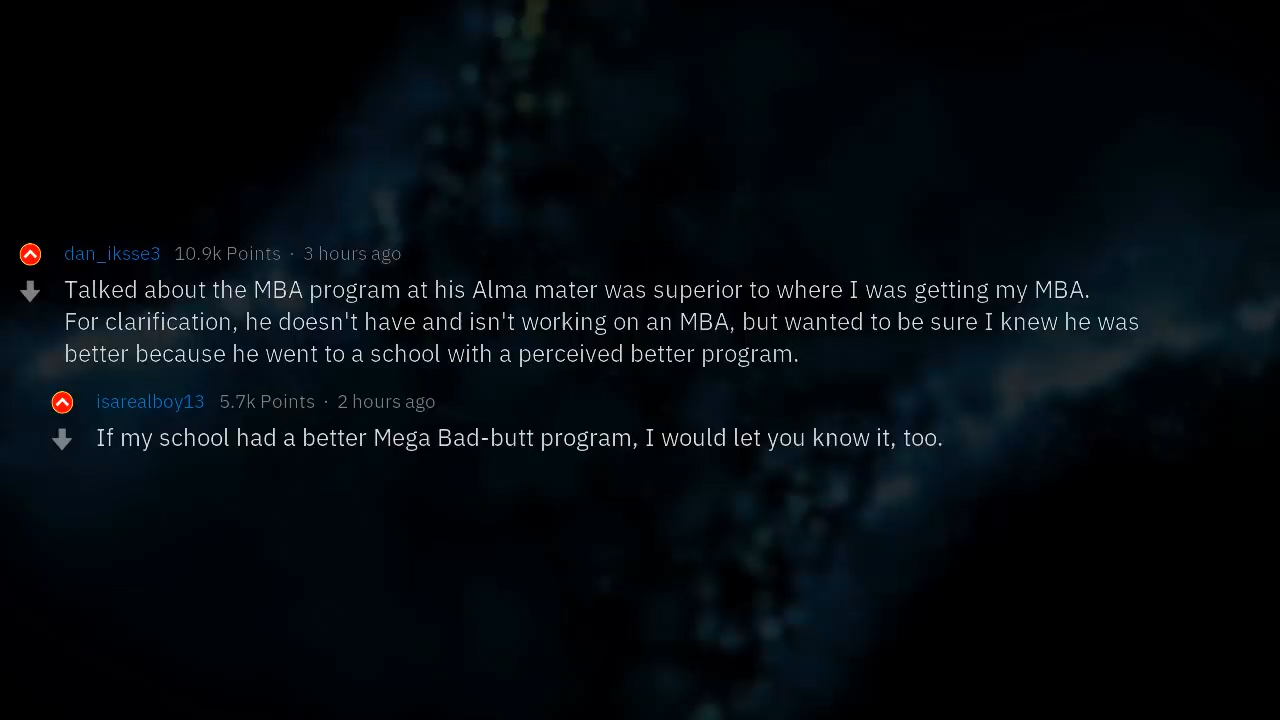 dan_iksse3 10.9k Points · 3 hours ago
Talked about the MBA program at his Alma mater was superior to where I was getting my MBA.
For clarification, he doesn't have and isn't working on an MBA, but wanted to be sure I knew he was
better because he went to a school with a perceived better program.
isarealboy13 5.7k Points · 2 hours ago
If my school had a better Mega Bad-butt program, I would let you know it, too.